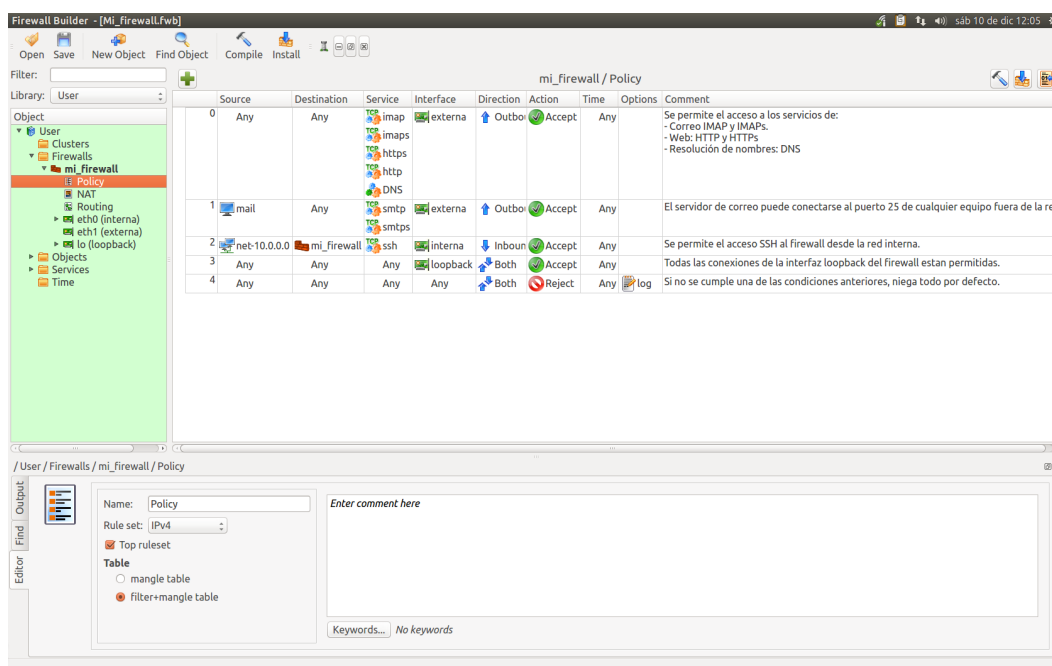 Firewall Builder - [Mi_firewall.fwb]
sáb 10 de dic 12:05
Open Save New Object Find Object Compile Install
Filter:
mi_firewall / Policy
Library: User
Source Destination Service Interface Direction Action Time Options Comment
Object
User
Clusters
Firewalls
mi_firewall
Policy
NAT
Routing
eth0 (interna)
eth1 (externa)
lo (loopback)
Objects
Services
Time
0 Any Any TCP imap externa Outbou Accept Any Se permite el acceso a los servicios de:
- Correo IMAP y IMAPs.
- Web: HTTP y HTTPs
- Resolución de nombres: DNS
TCP imaps
TCP https
TCP http
DNS
1 mail Any TCP smtp externa Outbou Accept Any El servidor de correo puede conectarse al puerto 25 de cualquier equipo fuera de la re
TCP smtps
2 net-10.0.0.0 mi_firewall TCP ssh interna Inboun Accept Any Se permite el acceso SSH al firewall desde la red interna.
3 Any Any Any loopback Both Accept Any Todas las conexiones de la interfaz loopback del firewall estan permitidas.
4 Any Any Any Any Both Reject Any log Si no se cumple una de las condiciones anteriores, niega todo por defecto.
/ User / Firewalls / mi_firewall / Policy
Output
Find
Editor
Name: Policy
Rule set: IPv4
Top ruleset
Table
mangle table
filter+mangle table
Enter comment here
Keywords... No keywords